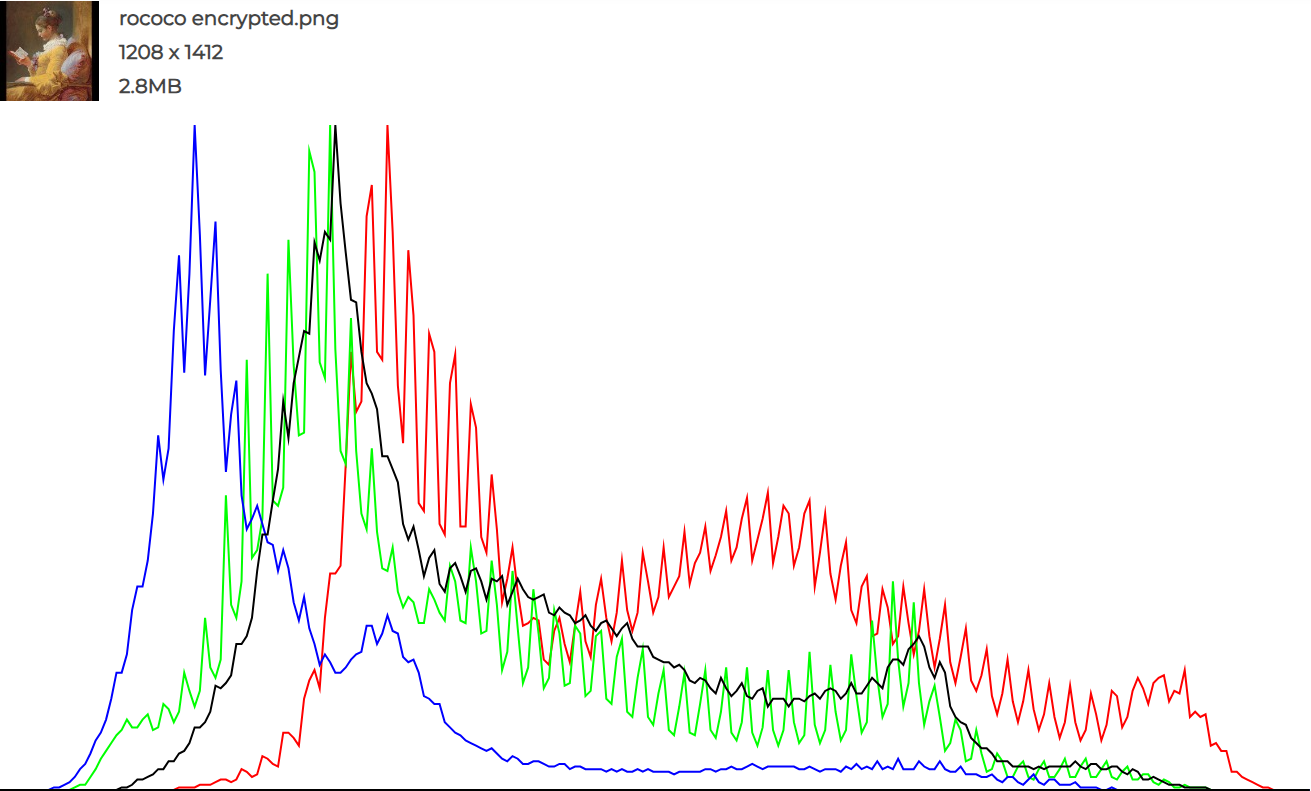 rococo encrypted.png
1208 x 1412
2.8MB